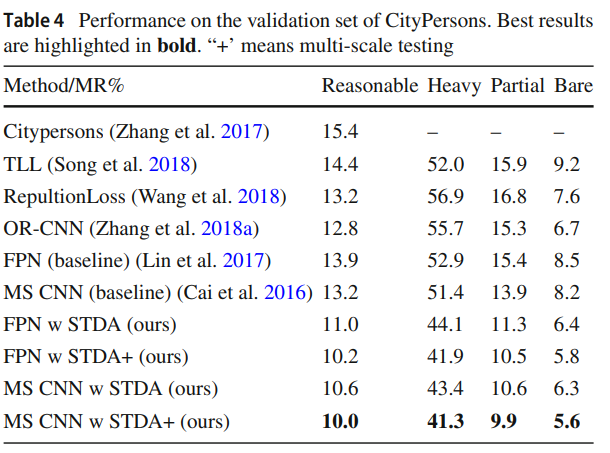 Table 4 Performance on the validation set of CityPersons. Best results
are highlighted in bold. “+’ means multi-scale testing
Method/MR% Reasonable Heavy Partial Bare
Citypersons (Zhang et al. 2017) 15.4 – – –
TLL (Song et al. 2018) 14.4 52.0 15.9 9.2
RepultionLoss (Wang et al. 2018) 13.2 56.9 16.8 7.6
OR-CNN (Zhang et al. 2018a) 12.8 55.7 15.3 6.7
FPN (baseline) (Lin et al. 2017) 13.9 52.9 15.4 8.5
MS CNN (baseline) (Cai et al. 2016) 13.2 51.4 13.9 8.2
FPN w STDA (ours) 11.0 44.1 11.3 6.4
FPN w STDA+ (ours) 10.2 41.9 10.5 5.8
MS CNN w STDA (ours) 10.6 43.4 10.6 6.3
MS CNN w STDA+ (ours) 10.0 41.3 9.9 5.6